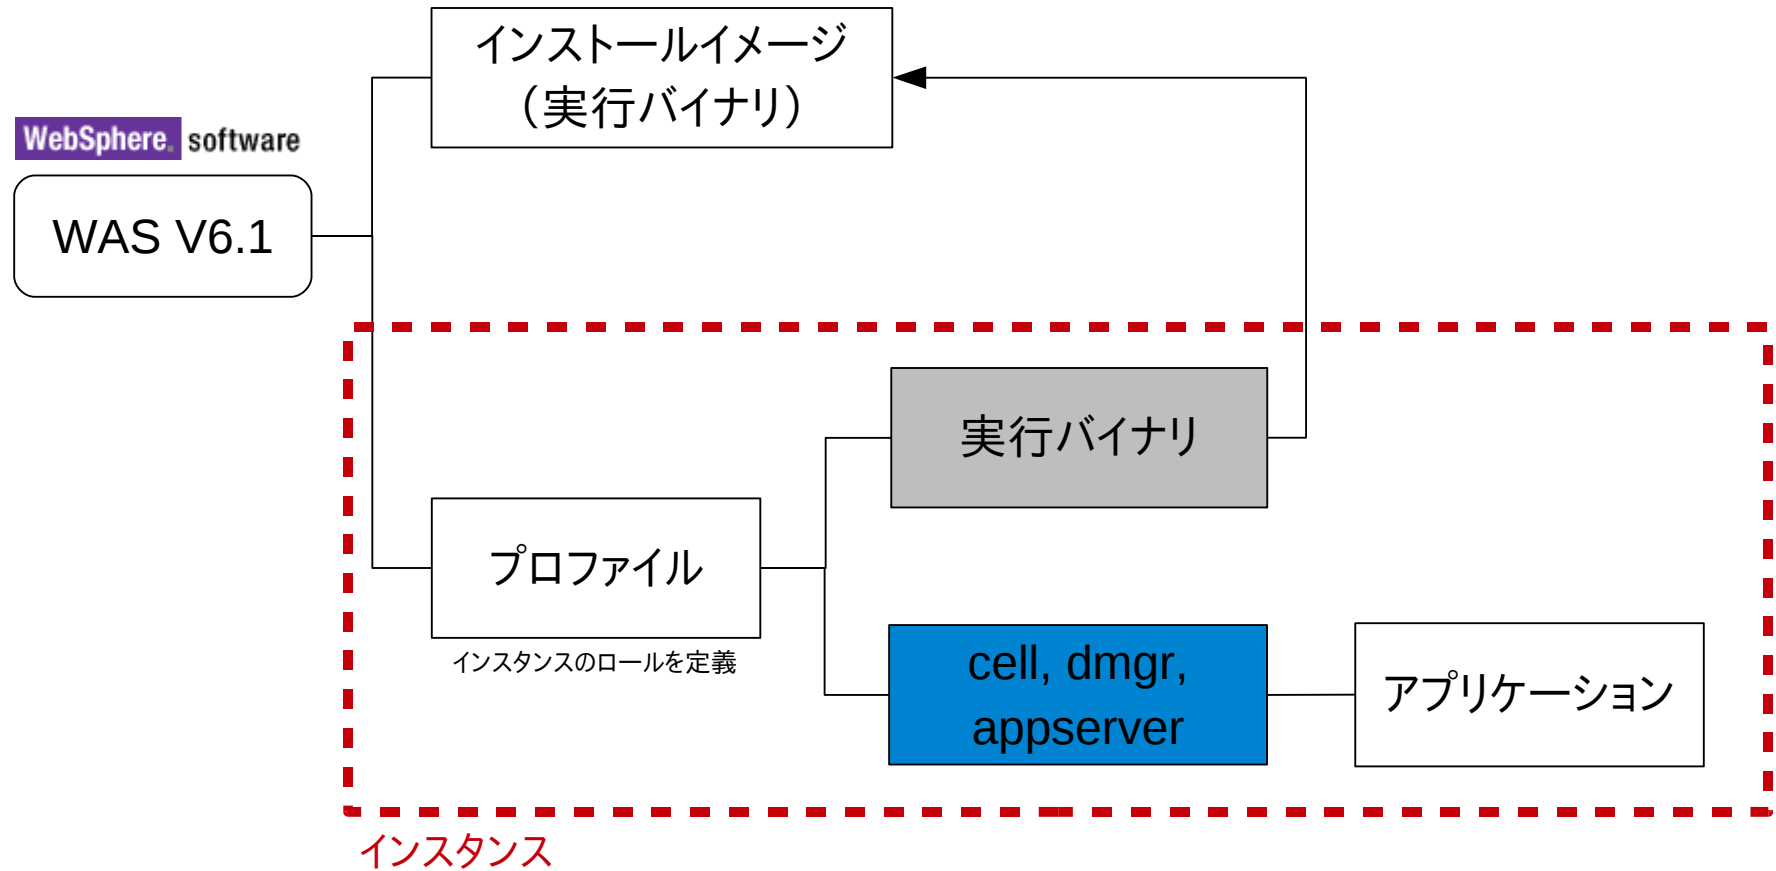 インストールイメージ
（実行バイナリ）
WebSphere. software
WAS V6.1
実行バイナリ
プロファイル
インスタンスのロールを定義
cell, dmgr,
appserver
アプリケーション
インスタンス